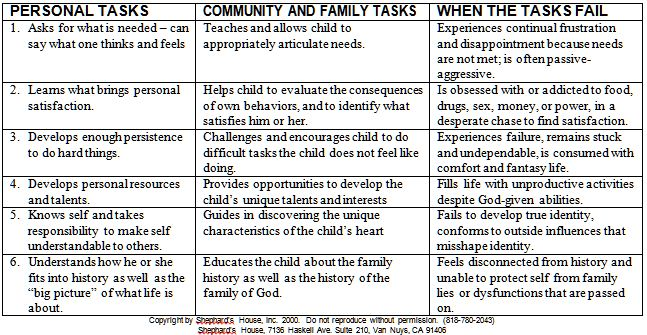 PERSONAL TASKS
COMMUNITY AND FAMILY TASKS
WHEN THE TASKS FAIL
1. Asks for what is needed – can
say what one thinks and feels
Teaches and allows child to
appropriately articulate needs.
Experiences continual frustration
and disappointment because needs
are not met; is often passive-
aggressive.
2. Learns what brings personal
satisfaction.
Helps child to evaluate the consequences
of own behaviors, and to identify what
satisfies him or her.
Is obsessed with or addicted to food,
drugs, sex, money, or power, in a
desperate chase to find satisfaction.
3. Develops enough persistence
to do hard things.
Challenges and encourages child to do
difficult tasks the child does not feel like
doing.
Experiences failure, remains stuck
and undependable, is consumed with
comfort and fantasy life.
4. Develops personal resources
and talents.
Provides opportunities to develop the
child's unique talents and interests
Fills life with unproductive activities
despite God-given abilities.
5. Knows self and takes
responsibility to make self
understandable to others.
Guides in discovering the unique
characteristics of the child's heart
Fails to develop true identity,
conforms to outside influences that
misshape identity.
6. Understands how he or she
fits into history as well as the
"big picture" of what life is
about.
Educates the child about the family
history as well as the history of the
family of God.
Feels disconnected from history and
unable to protect self from family
lies or dysfunctions that are passed
on.
Copyright by Shephard's House, Inc. 2000. Do not reproduce without permission. (818-780-2043)
Shephard's House, 7136 Haskell Ave. Suite 210, Van Nuys, CA 91406